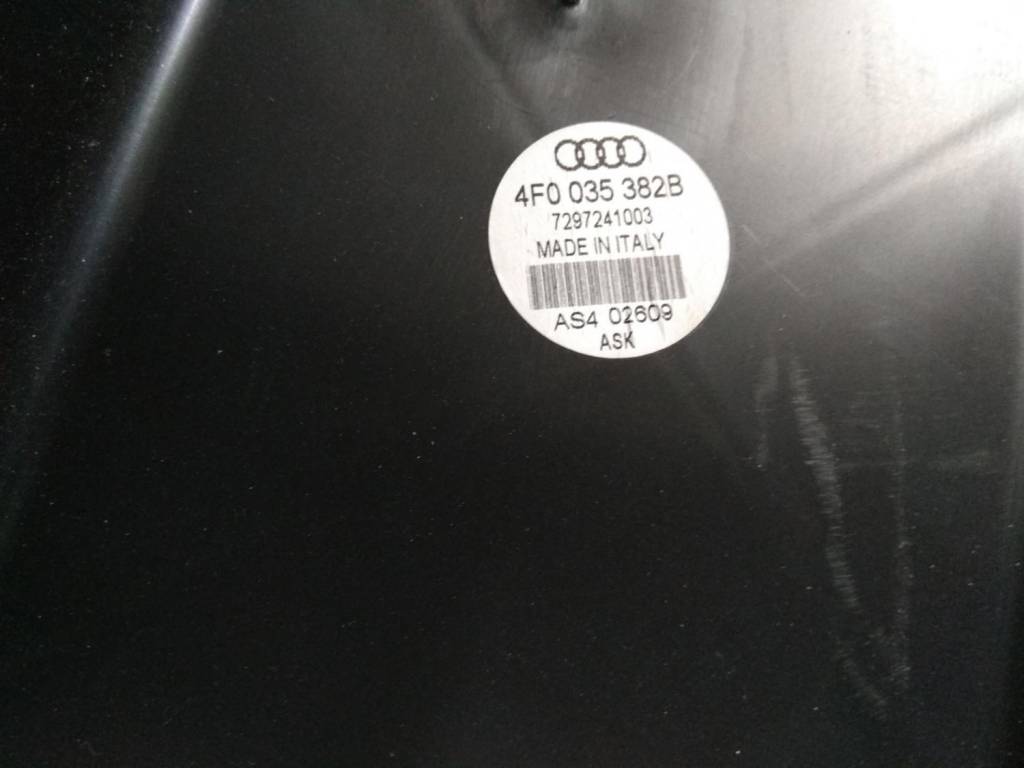 4F0 035 382B
7297241003
MADE IN ITALY
AS4 02609
ASK